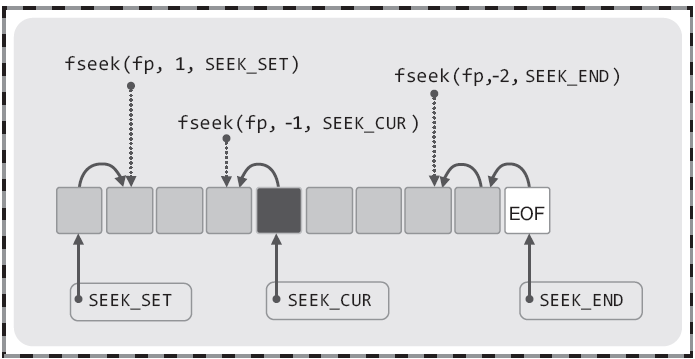 fseek(fp, 1, SEEK_SET)
fseek(fp,-2, SEEK_END)
fseek(fp, -1, SEEK_CUR)
EOF
SEEK_SET
SEEK_CUR
SEEK_END